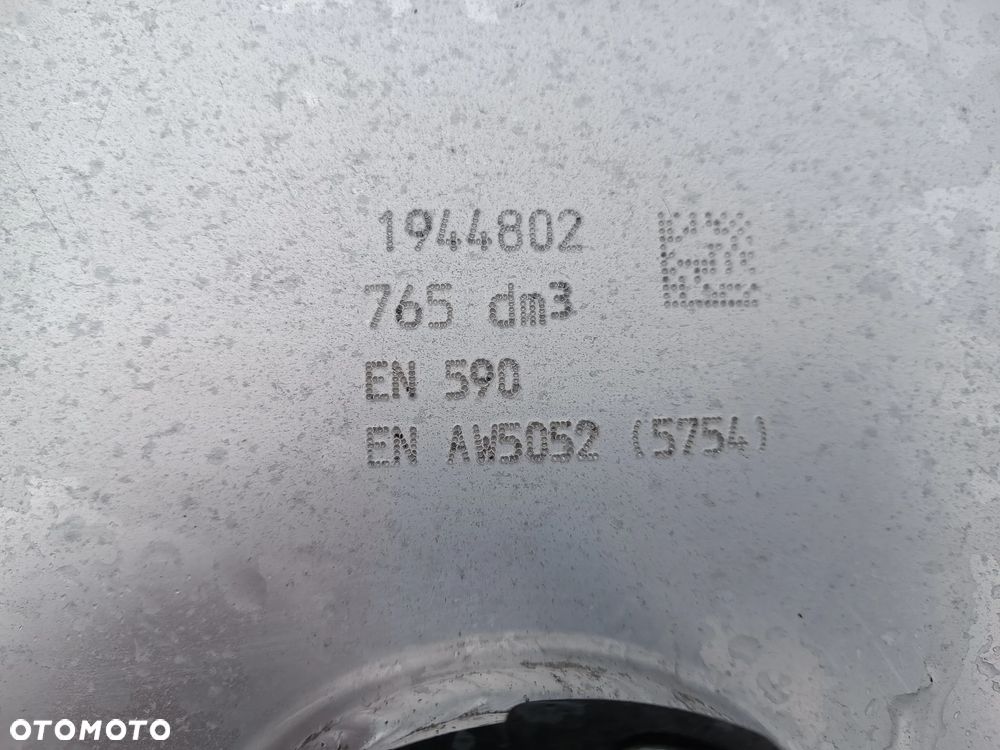 1944802
765 dm³
EN 590
EN AW5052 (5754)
OTOMOTO